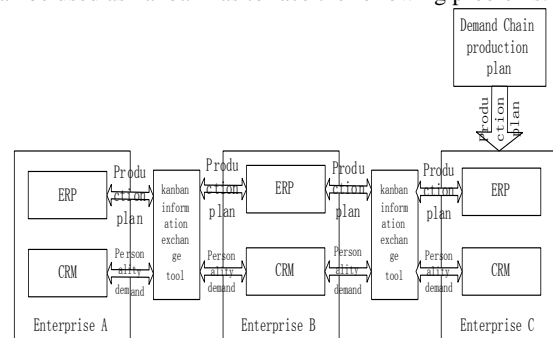 Demand Chain
production
plan
produ
ction
plan
Produ
ction
plan
ERP
CRM
Person
ality
demand
Enterprise A
kanban
inform
ation
exchan
ge
tool
Produ
ction
plan
Person
ality
demand
ERP
CRM
Enterprise B
Produ
ction
plan
Person
ality
demand
kanban
inform
ation
exchan
ge
tool
Produ
ction
plan
Person
ality
demand
ERP
CRM
Enterprise C